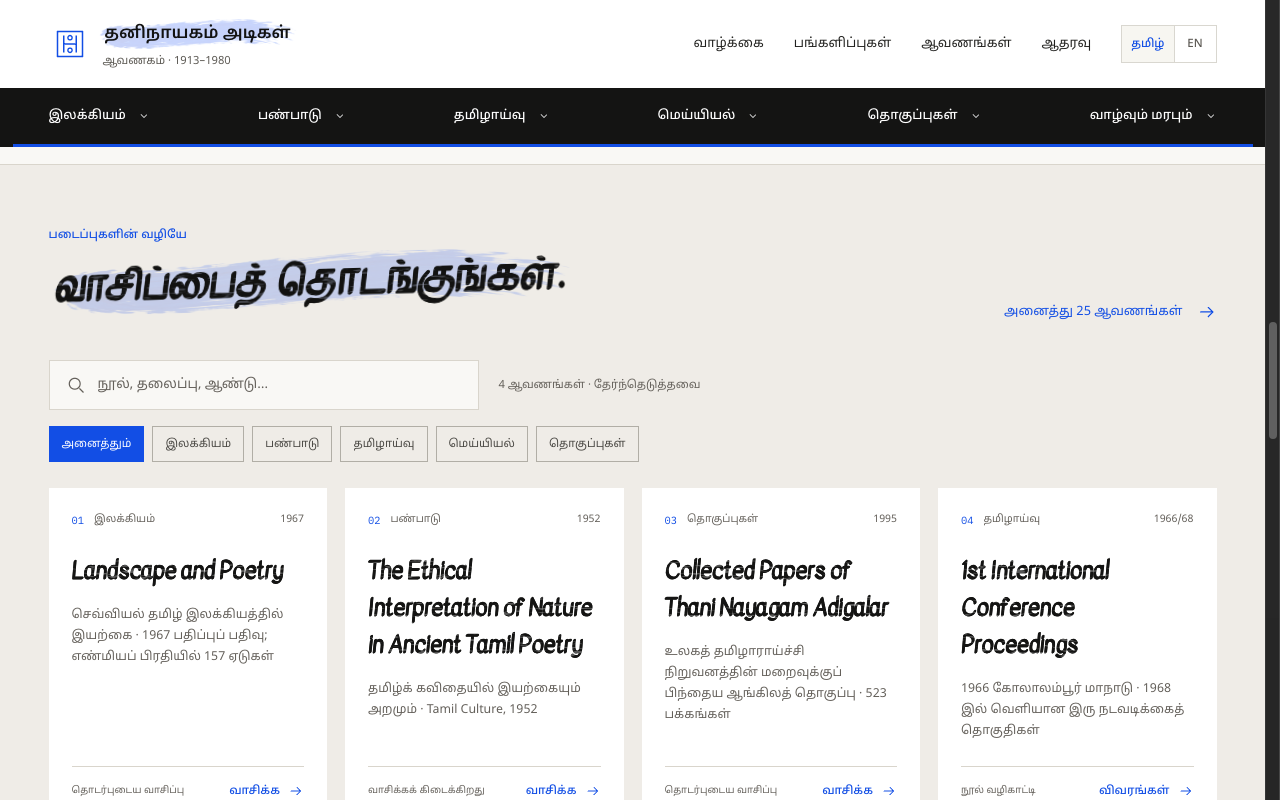 தனிநாயகம் அடிகள்
ஆவணகம் · 1913–1980
வாழ்க்கை பங்களிப்புகள் ஆவணங்கள் ஆதரவு தமிழ் EN
இலக்கியம் பண்பாடு தமிழாய்வு மெய்யியல் தொகுப்புகள் வாழ்வும் மரபும்
படைப்புகளின் வழியே
வாசிப்பைத் தொடங்குங்கள்.
அனைத்து 25 ஆவணங்கள் →
நூல், தலைப்பு, ஆண்டு...
4 ஆவணங்கள் · தேர்ந்தெடுத்தவை
அனைத்தும் இலக்கியம் பண்பாடு தமிழாய்வு மெய்யியல் தொகுப்புகள்
01 இலக்கியம் 1967
Landscape and Poetry
செவ்வியல் தமிழ் இலக்கியத்தில்
இயற்கை · 1967 பதிப்புப் பதிவு;
எண்மியப் பிரதியில் 157 ஏடுகள்
தொடர்புடைய வாசிப்பு வாசிக்க →
02 பண்பாடு 1952
The Ethical
Interpretation of Nature
in Ancient Tamil Poetry
தமிழ்க் கவிதையில் இயற்கையும்
அறமும் · Tamil Culture, 1952
வாசிக்கக் கிடைக்கிறது வாசிக்க →
03 தொகுப்புகள் 1995
Collected Papers of
Thani Nayagam Adigalar
உலகத் தமிழாராய்ச்சி
நிறுவனத்தின் மறைவுக்குப்
பிந்தைய ஆங்கிலத் தொகுப்பு · 523
பக்கங்கள்
தொடர்புடைய வாசிப்பு வாசிக்க →
04 தமிழாய்வு 1966/68
1st International
Conference
Proceedings
1966 கோலாலம்பூர் மாநாடு · 1968
இல் வெளியான இரு நடவடிக்கைத்
தொகுதிகள்
நூல் வழிகாட்டி விவரங்கள் →